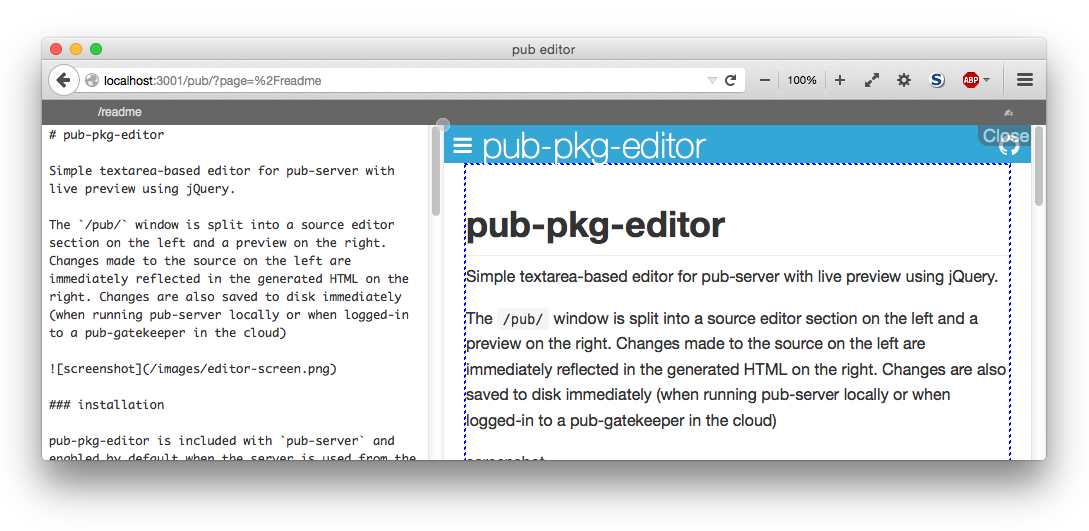 pub editor
localhost:3001/pub/?page=%2Freadme
100%
S
ABP
/readme
# pub-pkg-editor
Simple textarea-based editor for pub-server with
live preview using jQuery.
The `/pub/` window is split into a source editor
section on the left and a preview on the right.
Changes made to the source on the left are
immediately reflected in the generated HTML on the
right. Changes are also saved to disk immediately
(when running pub-server locally or when logged-in
to a pub-gatekeeper in the cloud)
![screenshot](/images/editor-screen.png)
### installation
pub-pkg-editor is included with `pub-server` and
enabled by default when the server is used from the
pub-pkg-editor
Close
pub-pkg-editor
Simple textarea-based editor for pub-server with live preview using jQuery.
The /pub/ window is split into a source editor section on the left and a
preview on the right. Changes made to the source on the left are
immediately reflected in the generated HTML on the right. Changes are also
saved to disk immediately (when running pub-server locally or when
logged-in to a pub-gatekeeper in the cloud)
screenshot